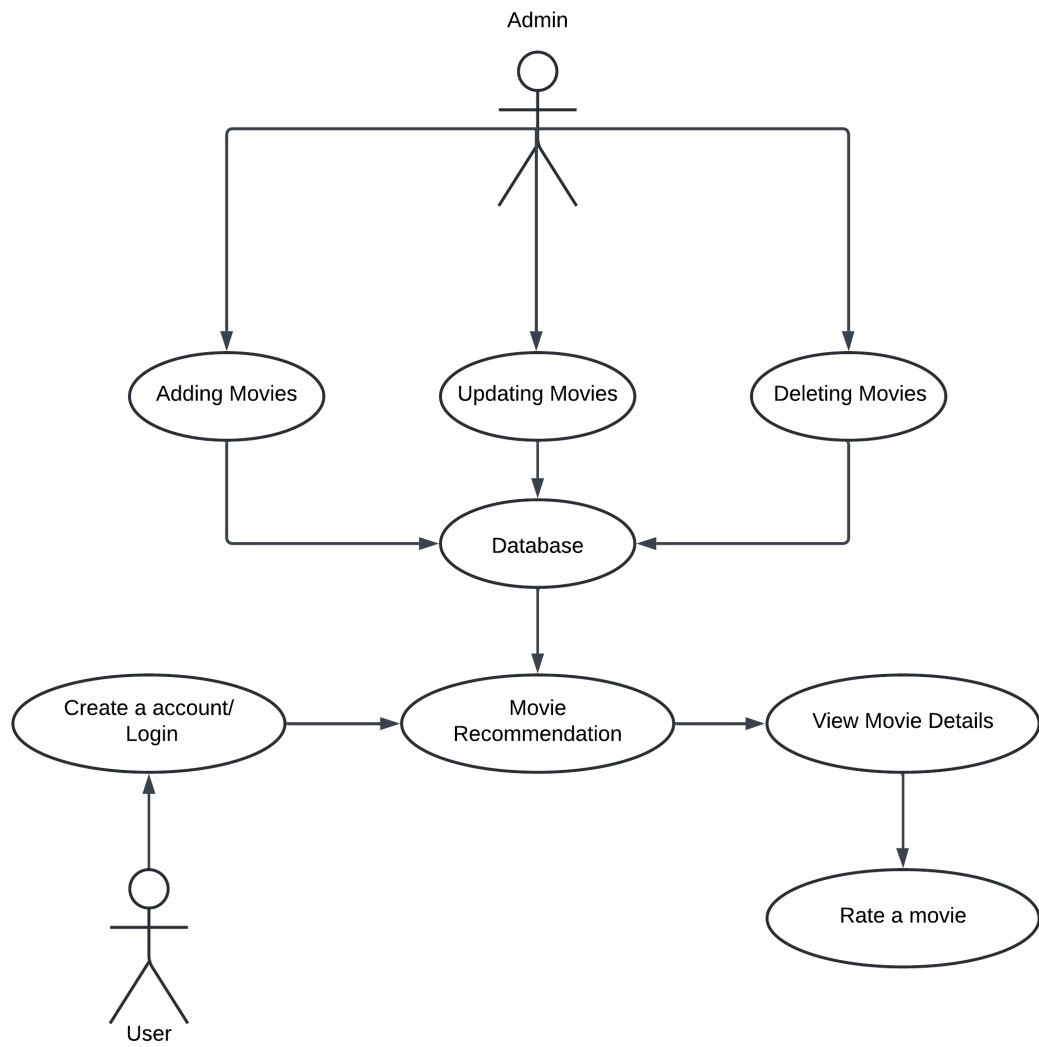 Admin
Adding Movies
Updating Movies
Deleting Movies
Database
Create a account/
Login
Movie
Recommendation
View Movie Details
Rate a movie
User